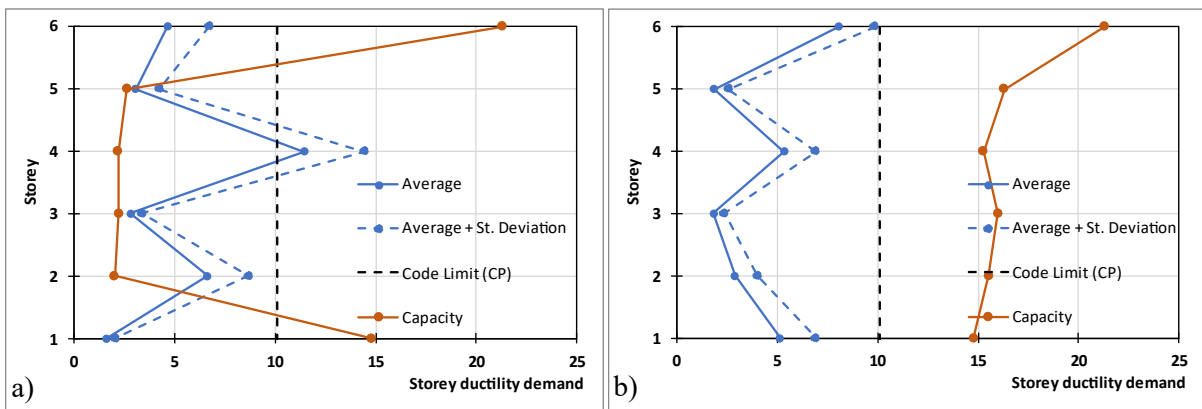 6
5
4
3
2
1
Storey
Average
Average + St. Deviation
Code Limit (CP)
Capacity
0 5 10 15 20 25
Storey ductility demand
a)
6
5
4
3
2
1
Storey
Average
Average + St. Deviation
Code Limit (CP)
Capacity
0 5 10 15 20 25
Storey ductility demand
b)